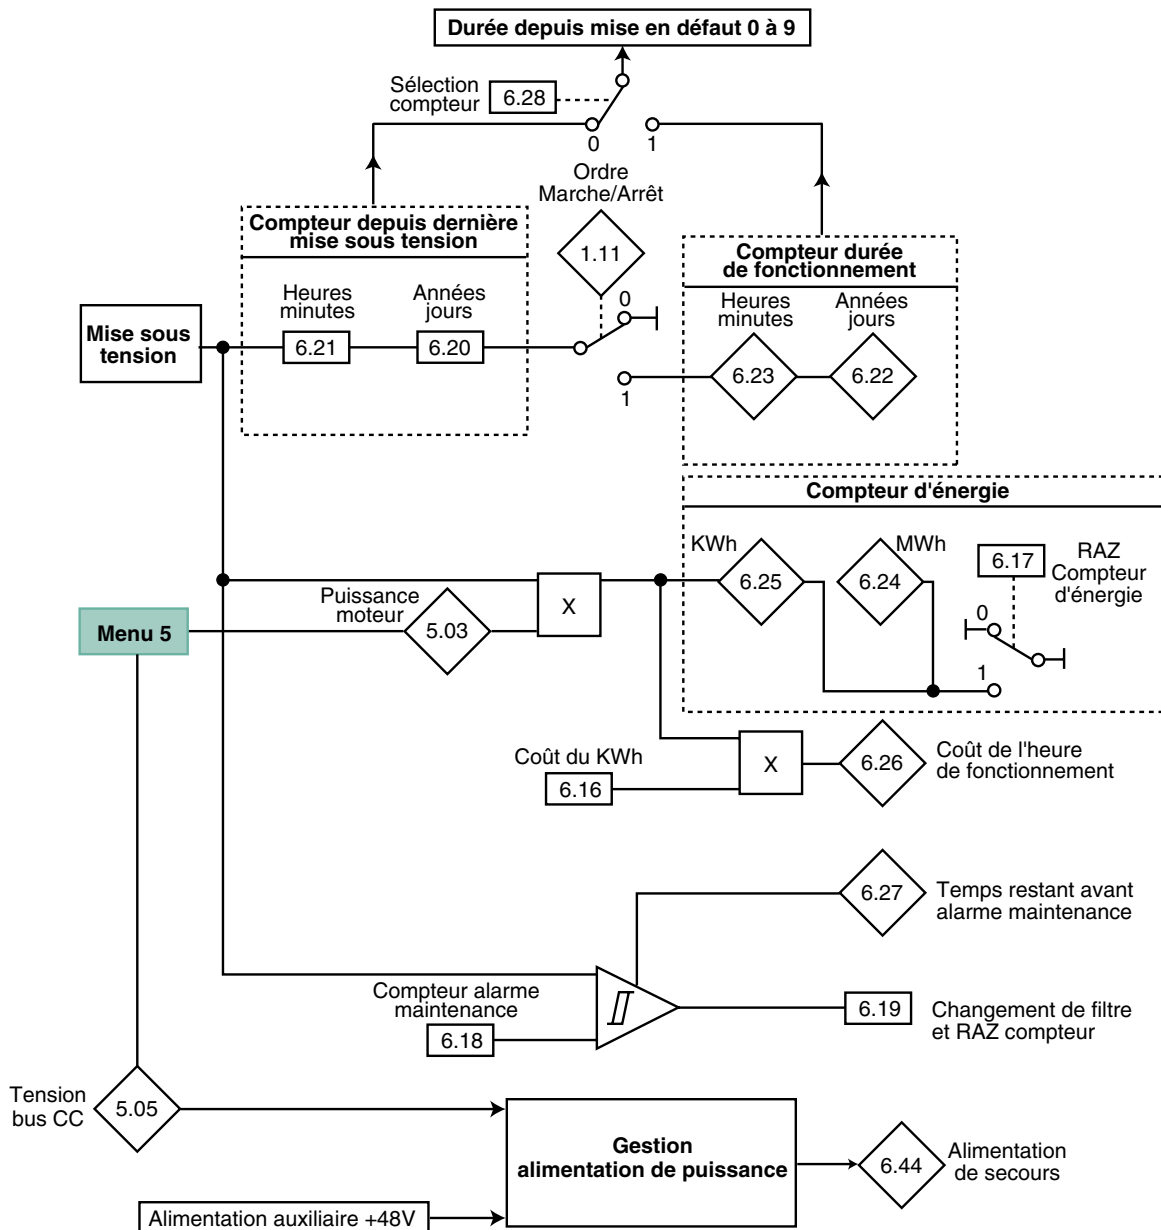 Durée depuis mise en défaut 0 à 9
Sélection
compteur
6.28
0
1
Ordre
Marche/Arrêt
1.11
Compteur depuis dernière
mise sous tension
Heures
minutes
Années
jours
6.21
6.20
Mise sous
tension
0
1
Compteur durée
de fonctionnement
Heures
minutes
Années
jours
6.23
6.22
Compteur d'énergie
KWh
6.25
MWh
6.24
6.17
RAZ
Compteur
d'énergie
0
1
Puissance
moteur
5.03
X
Menu 5
Coût du KWh
6.16
X
6.26
Coût de l'heure
de fonctionnement
6.27
Temps restant avant
alarme maintenance
Compteur alarme
maintenance
6.18
6.19
Changement de filtre
et RAZ compteur
Tension
bus CC
5.05
Gestion
alimentation de puissance
6.44
Alimentation
de secours
Alimentation auxiliaire +48V